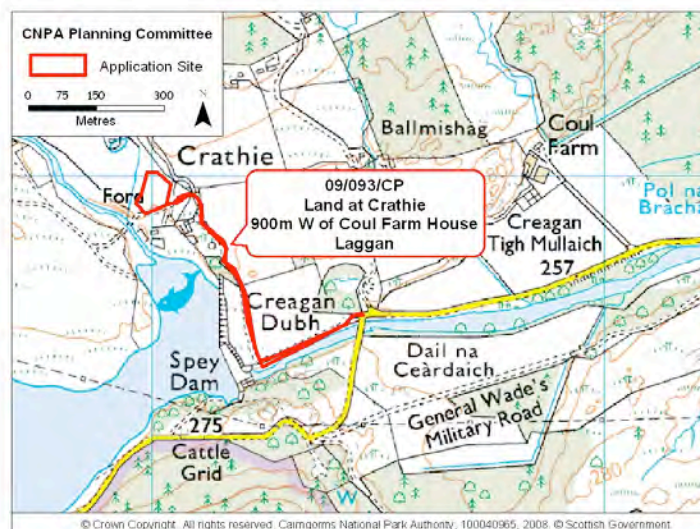 CNPA Planning Committee
Application Site
0 75 150 300
Metres
N
Ballmishag
Coul
Farm
Crathie
Ford
09/093/CP
Land at Crathie
900m W of Coul Farm House
Laggan
Pol na
Brach
Creagan
Tigh Mullaich
257
Creagan
Dubh
Spey
Dam
Dail na
Ceàrdaich
General Wade's
Military Road
275
Cattle
Grid
W
280
© Crown Copyright. All rights reserved. Cairngorms National Park Authority. 100040965, 2008. © Scottish Government